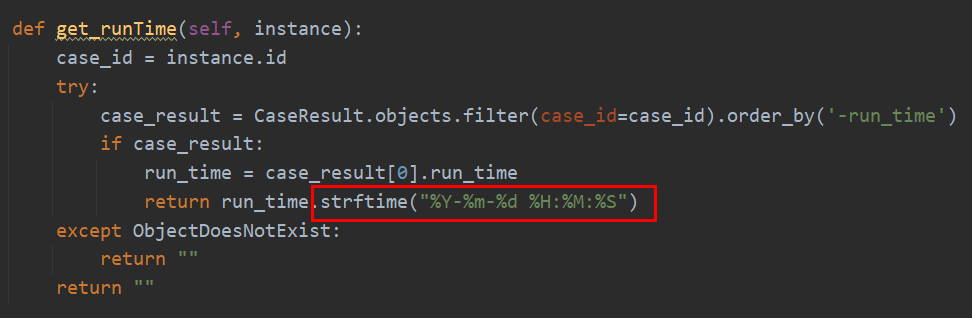 def get_runTime(self, instance):
    case_id = instance.id
    try:
        case_result = CaseResult.objects.filter(case_id=case_id).order_by('-run_time')
        if case_result:
            run_time = case_result[0].run_time
            return run_time.strftime("%Y-%m-%d %H:%M:%S")
    except ObjectDoesNotExist:
        return ""
    return ""